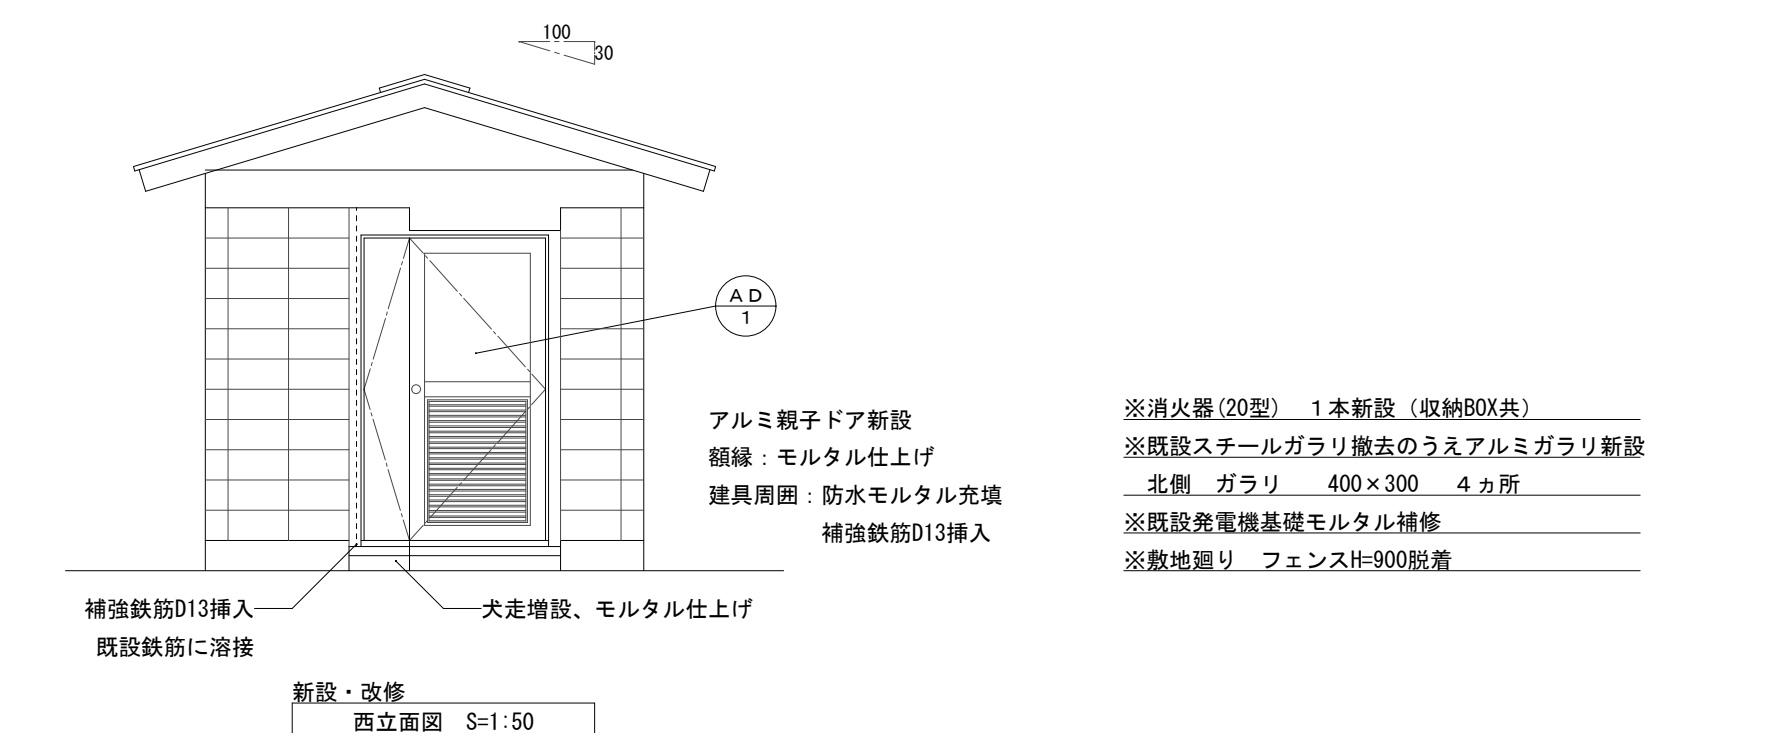 100
30
AD
1
アルミ親子ドア新設
額縁：モルタル仕上げ
建具周囲：防水モルタル充填
補強鉄筋D13挿入
※消火器(20型)　１本新設（収納BOX共）
※既設スチールガラリ撤去のうえアルミガラリ新設
北側　ガラリ　　400×300　４ヵ所
※既設発電機基礎モルタル補修
※敷地廻り　フェンスH=900脱着
補強鉄筋D13挿入
既設鉄筋に溶接
犬走増設、モルタル仕上げ
新設・改修
西立面図　S=1:50